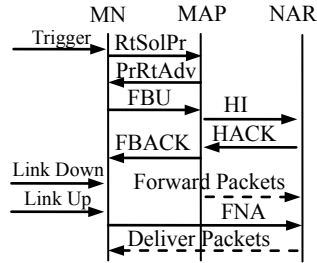 MN MAP NAR
Trigger
RtSolPr
PrRtAdv
FBU
HI
HACK
FBACK
Link Down
Forward Packets
Link Up
FNA
Deliver Packets